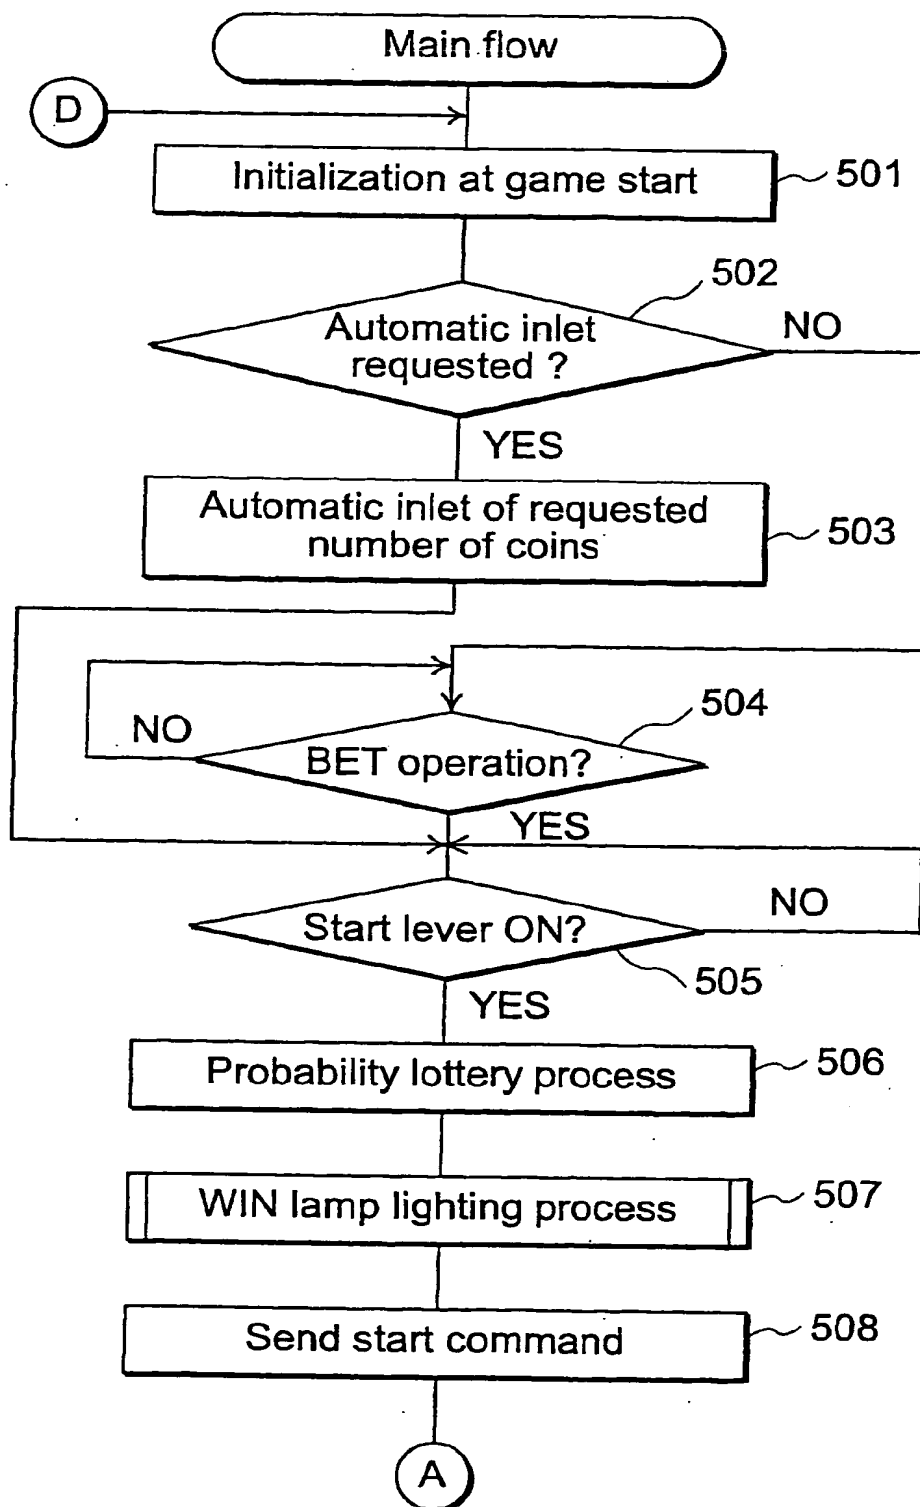 Main flow
D
Initialization at game start
501
502
Automatic inlet
requested ?
NO
YES
Automatic inlet of requested
number of coins
503
504
NO
BET operation?
YES
Start lever ON?
NO
505
YES
Probability lottery process
506
WIN lamp lighting process
507
Send start command
508
A